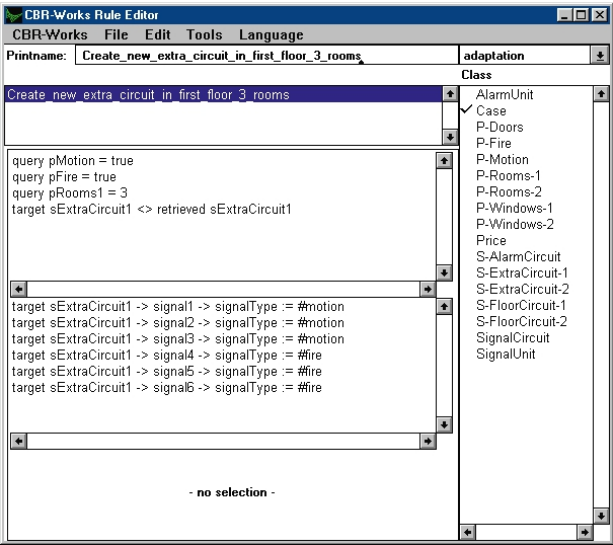 CBR-Works Rule Editor
CBR-Works File Edit Tools Language
Printname: Create_new_extra_circuit_in_first_floor_3_rooms
adaptation
Create_new_extra_circuit_in_first_floor_3_rooms
query pMotion = true
query pFire = true
query pRooms1 = 3
target sExtraCircuit1 <> retrieved sExtraCircuit1
target sExtraCircuit1 -> signal1 -> signalType := #motion
target sExtraCircuit1 -> signal2 -> signalType := #motion
target sExtraCircuit1 -> signal3 -> signalType := #motion
target sExtraCircuit1 -> signal4 -> signalType := #fire
target sExtraCircuit1 -> signal5 -> signalType := #fire
target sExtraCircuit1 -> signal6 -> signalType := #fire
- no selection -
Class
AlarmUnit
Case
P-Doors
P-Fire
P-Motion
P-Rooms-1
P-Rooms-2
P-Windows-1
P-Windows-2
Price
S-AlarmCircuit
S-ExtraCircuit-1
S-ExtraCircuit-2
S-FloorCircuit-1
S-FloorCircuit-2
SignalCircuit
SignalUnit